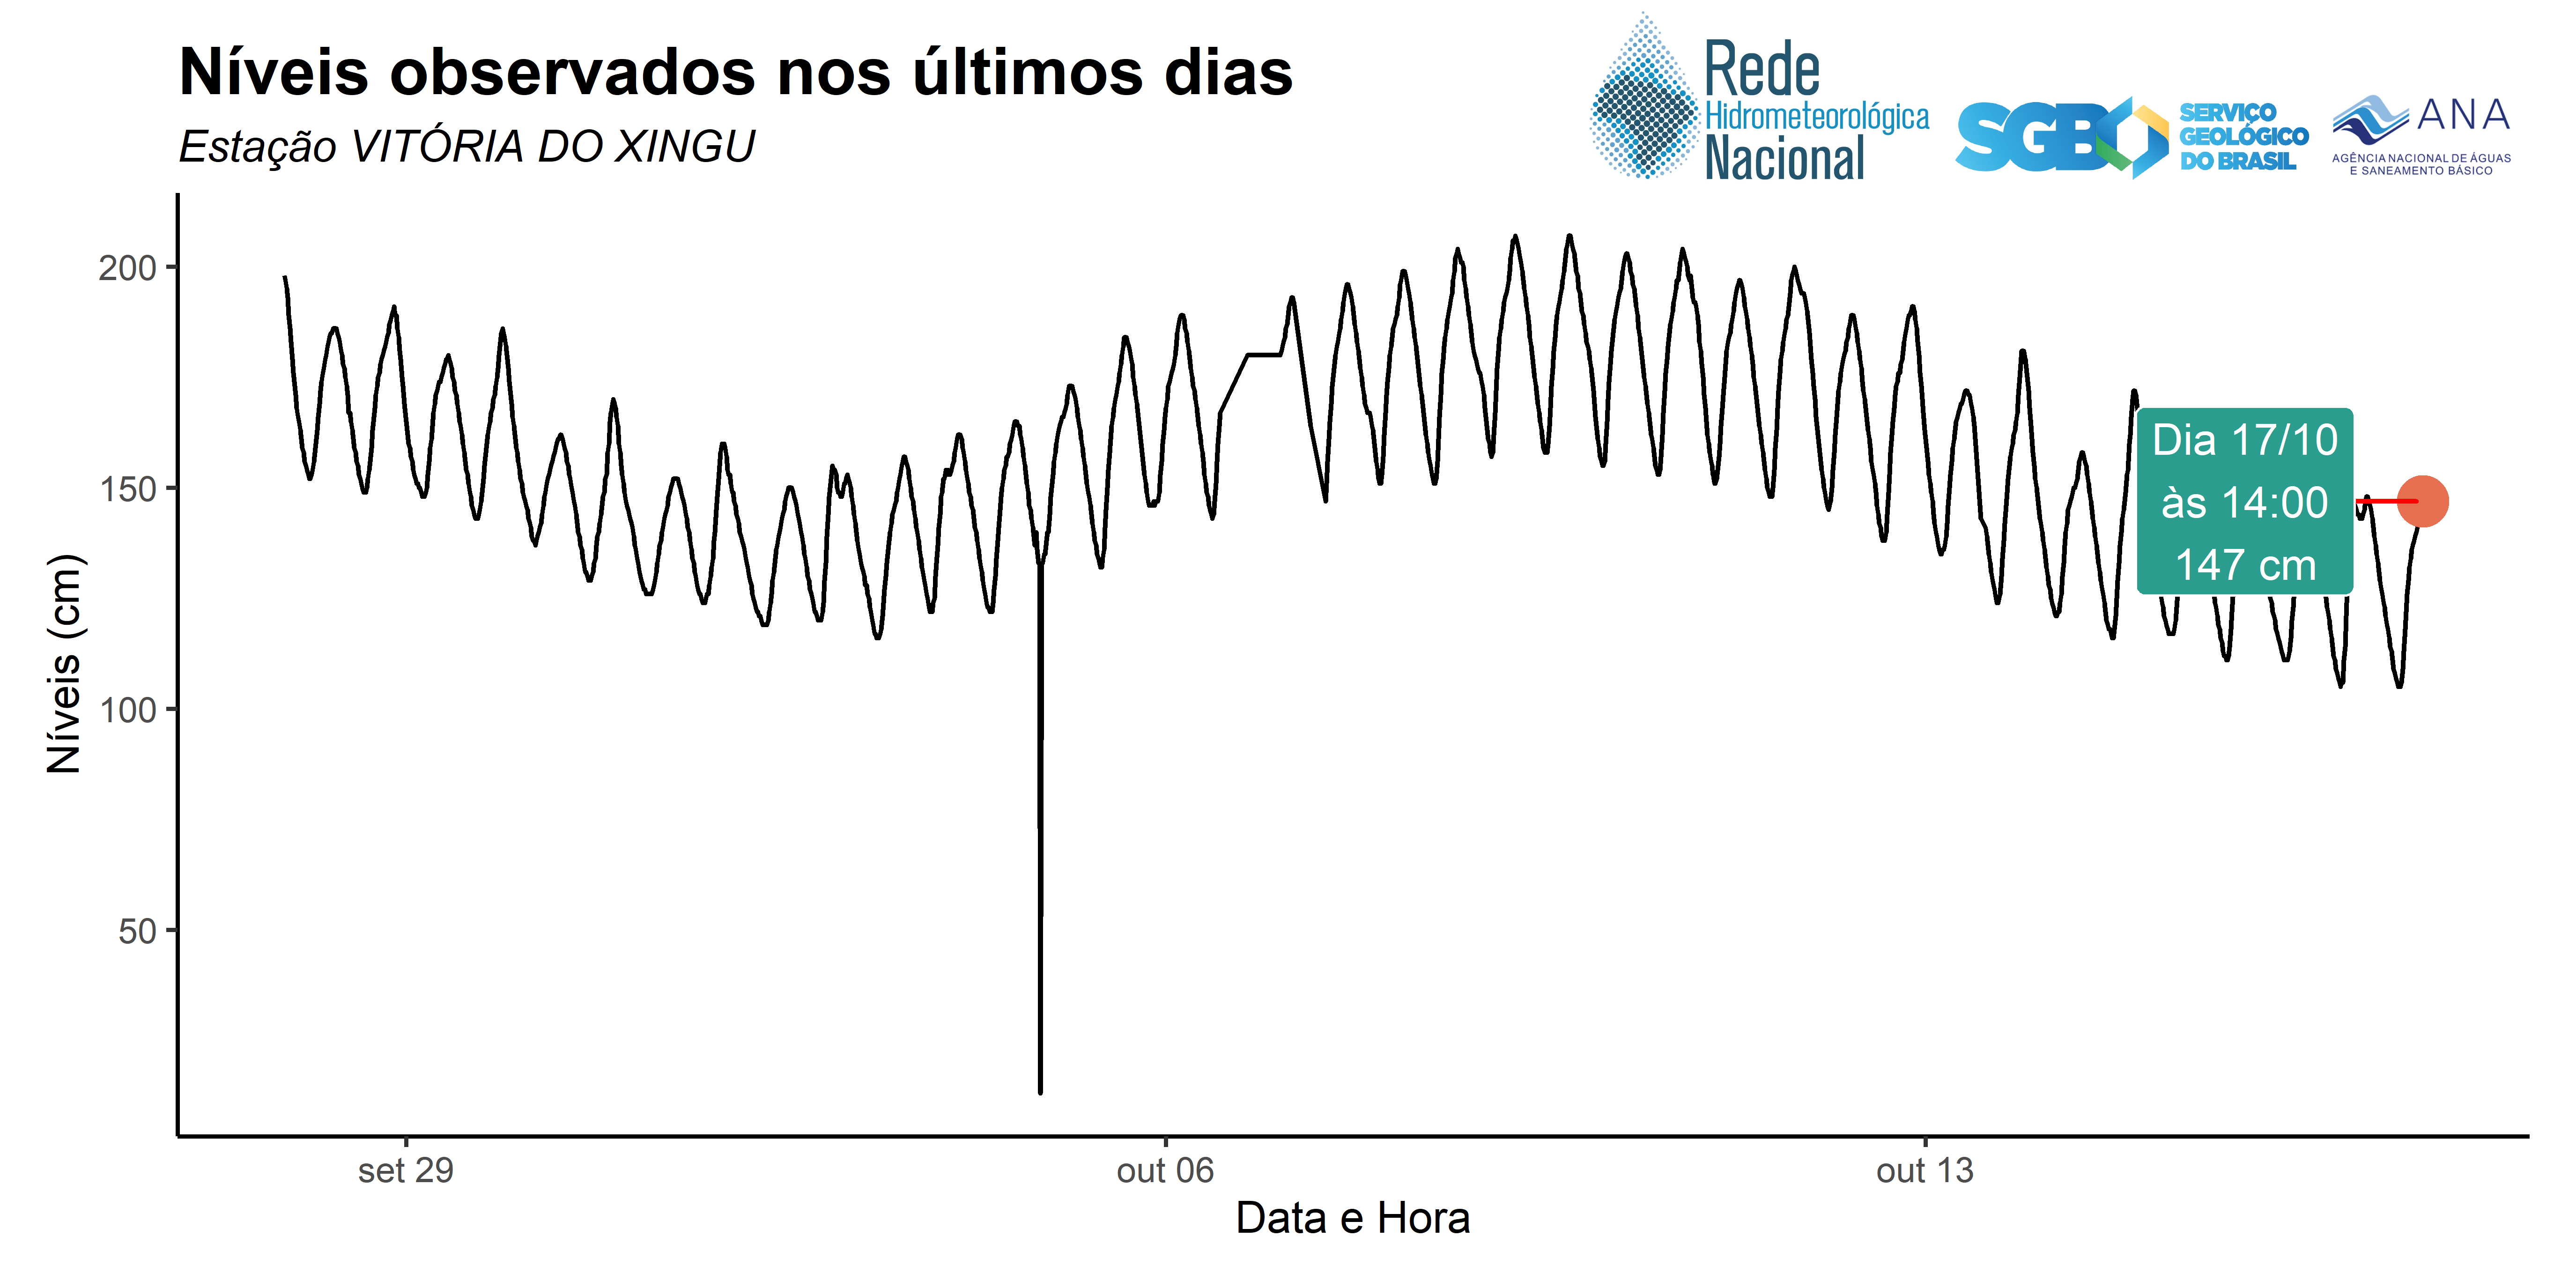 Níveis observados nos últimos dias
Estação VITÓRIA DO XINGU
Rede
Hidrometeorológica
Nacional
SGB
SERVIÇO
GEOLÓGICO
DO BRASIL
ANA
AGÊNCIA NACIONAL DE ÁGUAS
E SANEAMENTO BÁSICO
Níveis (cm)
200
150
100
50
Dia 17/10
às 14:00
147 cm
set 29
out 06
out 13
Data e Hora